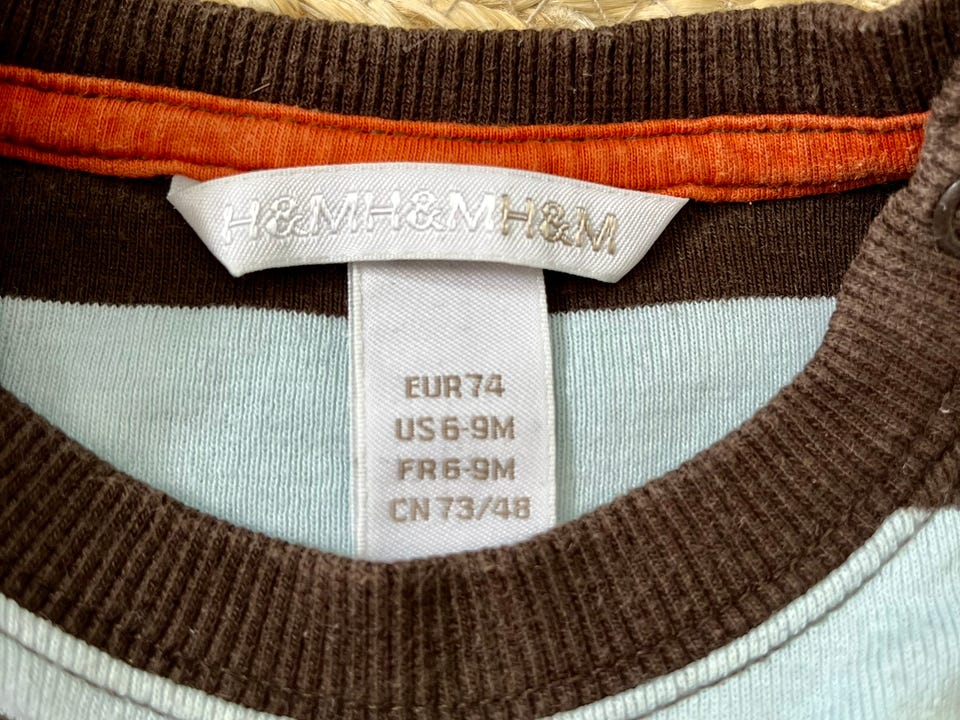 H&MH&MH&M
EUR 74
US 6-9M
FR 6-9M
CN 73/48